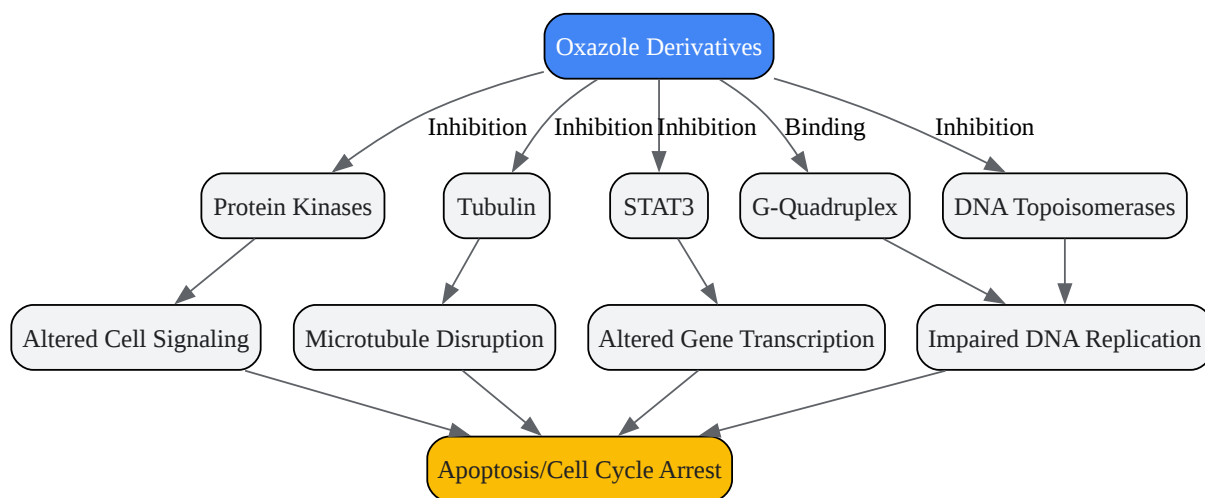 Oxazole Derivatives
Inhibition
Inhibition
Inhibition
Binding
Inhibition
Protein Kinases
Tubulin
STAT3
G-Quadruplex
DNA Topoisomerases
Altered Cell Signaling
Microtubule Disruption
Altered Gene Transcription
Impaired DNA Replication
Apoptosis/Cell Cycle Arrest